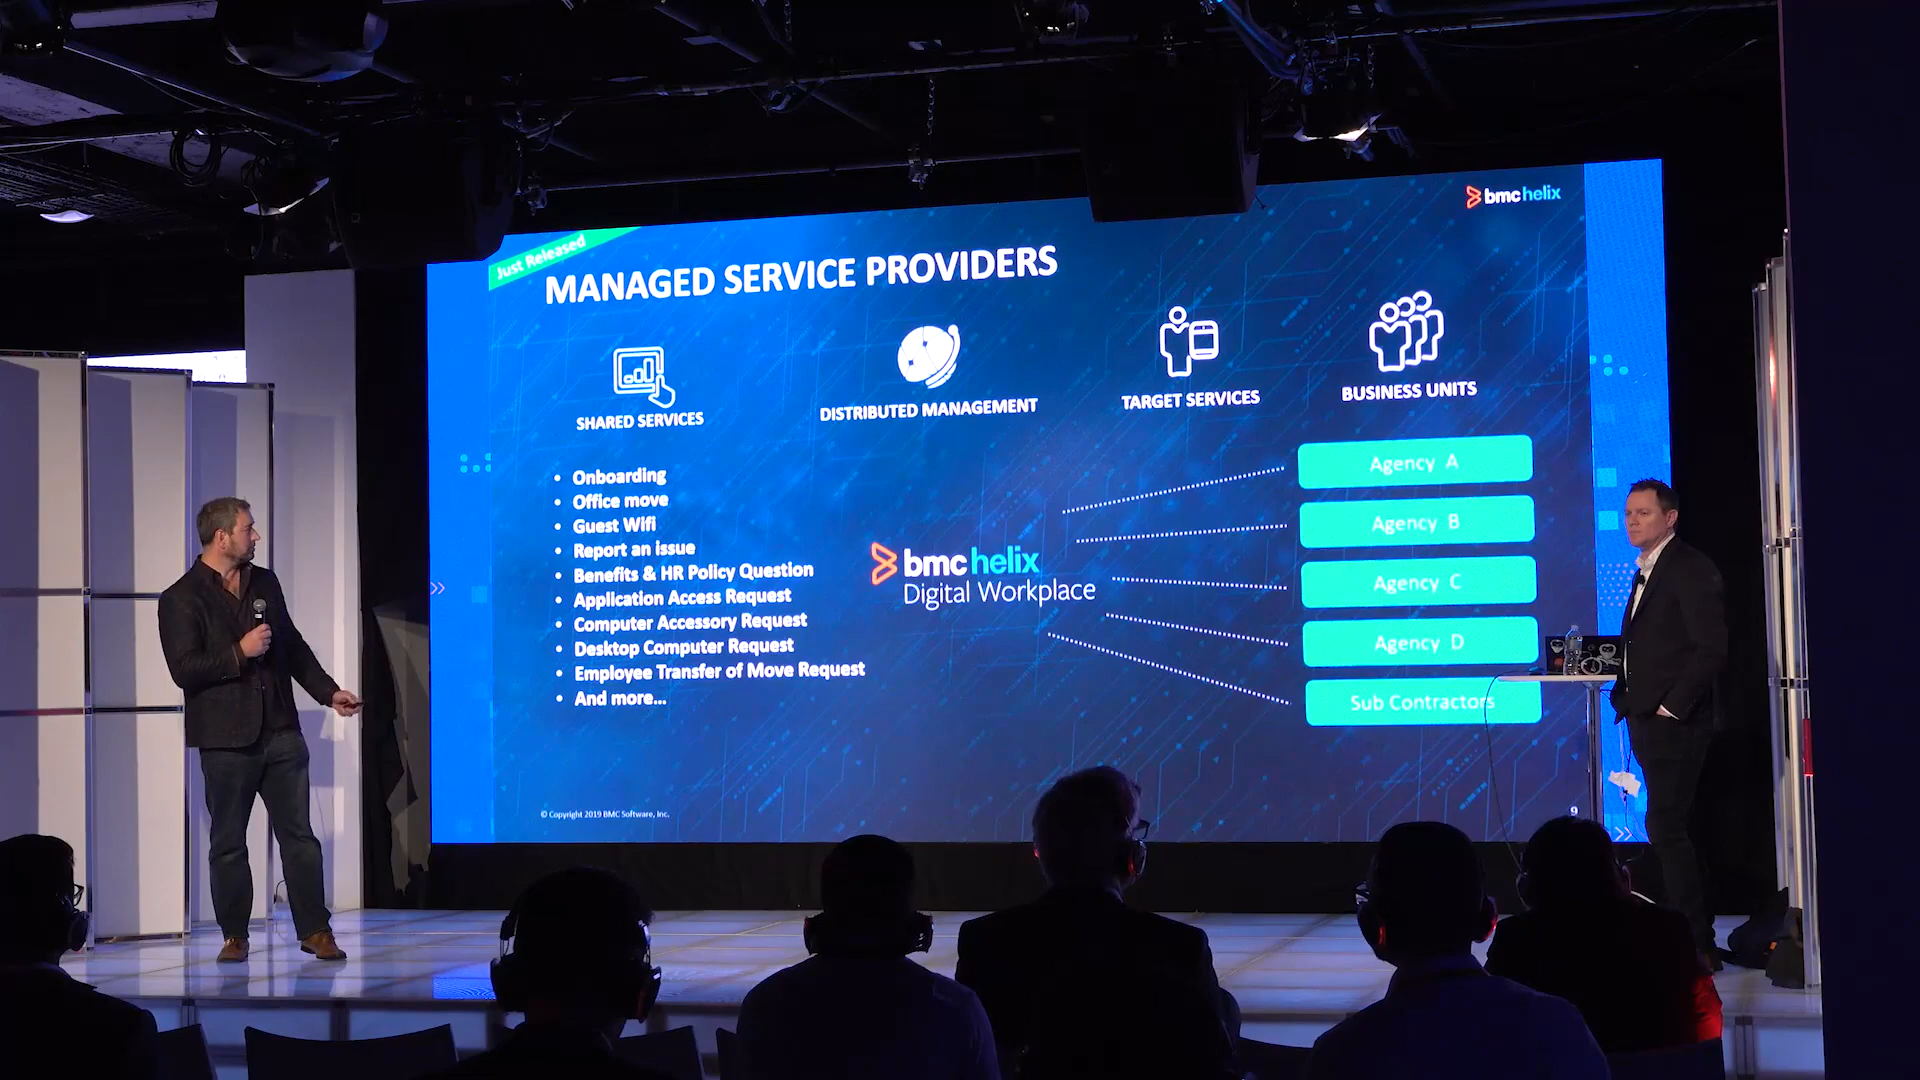 bmc helix
Just Released
MANAGED SERVICE PROVIDERS
SHARED SERVICES
DISTRIBUTED MANAGEMENT
TARGET SERVICES
BUSINESS UNITS
• Onboarding
• Office move
• Guest Wifi
• Report an issue
• Benefits & HR Policy Question
• Application Access Request
• Computer Accessory Request
• Desktop Computer Request
• Employee Transfer of Move Request
• And more...
bmc helix
Digital Workplace
Agency A
Agency B
Agency C
Agency D
Sub Contractors
© Copyright 2019 BMC Software, Inc.
9